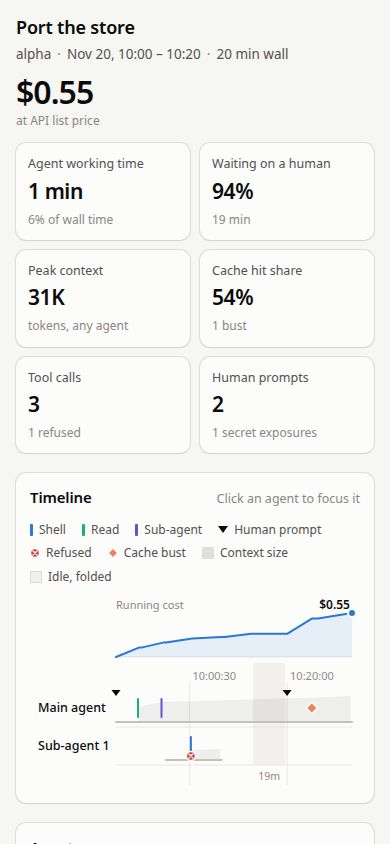 Port the store
alpha · Nov 20, 10:00 – 10:20 · 20 min wall
$0.55
at API list price
Agent working time
1 min
6% of wall time
Waiting on a human
94%
19 min
Peak context
31K
tokens, any agent
Cache hit share
54%
1 bust
Tool calls
3
1 refused
Human prompts
2
1 secret exposures
Timeline
Click an agent to focus it
Shell Read Sub-agent Human prompt
Refused Cache bust Context size
Idle, folded
Running cost $0.55
10:00:30 10:20:00
Main agent
Sub-agent 1
19m